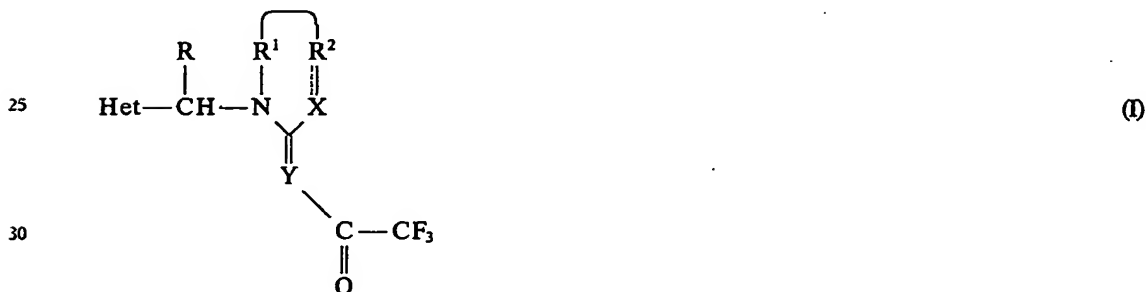 R R¹ R²
25 Het—CH—N X (I)
Y
30 C—CF₃
O